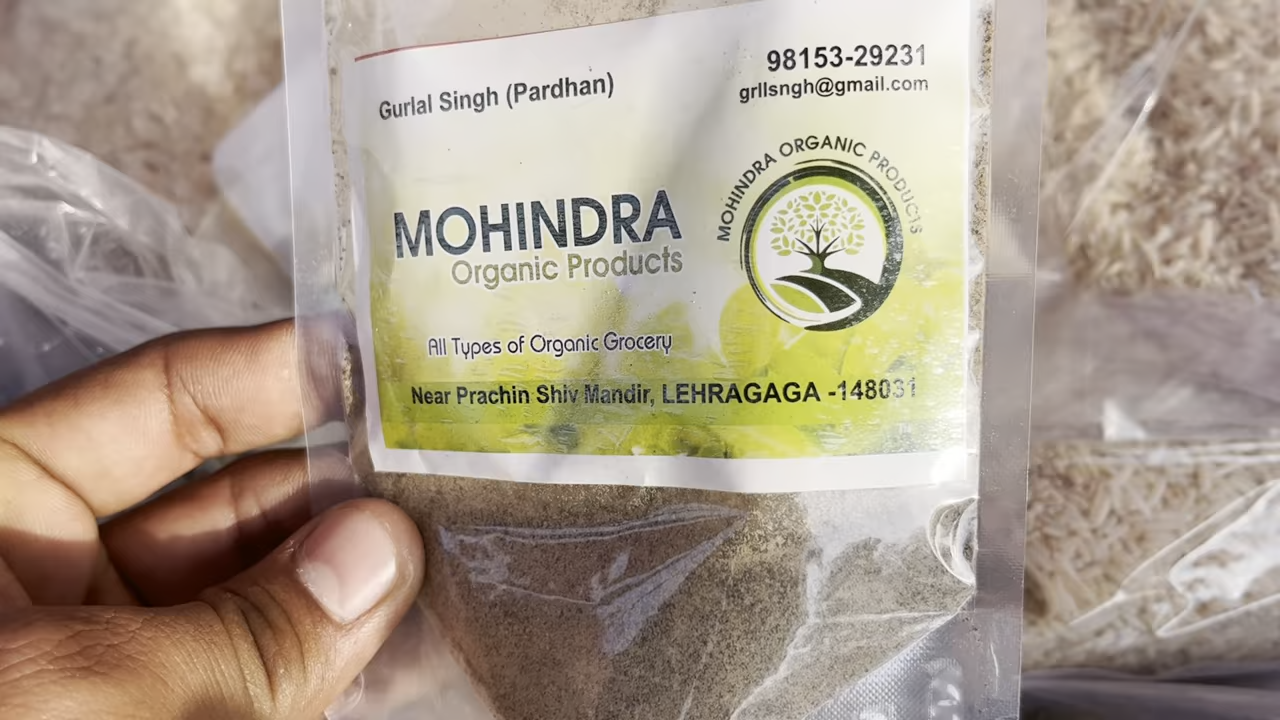 Gurlal Singh (Pardhan)
98153-29231
grllsngh@gmail.com
MOHINDRA
Organic Products
MOHINDRA ORGANIC PRODUCTS
All Types of Organic Grocery
Near Prachin Shiv Mandir, LEHRAGAGA -148031